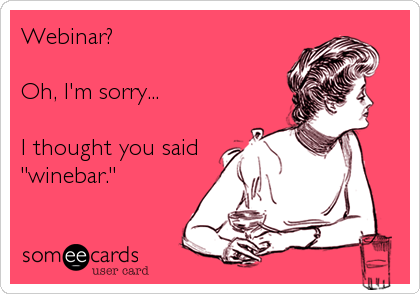 Webinar?
Oh, I'm sorry...
I thought you said
"winebar."
someecards
user card